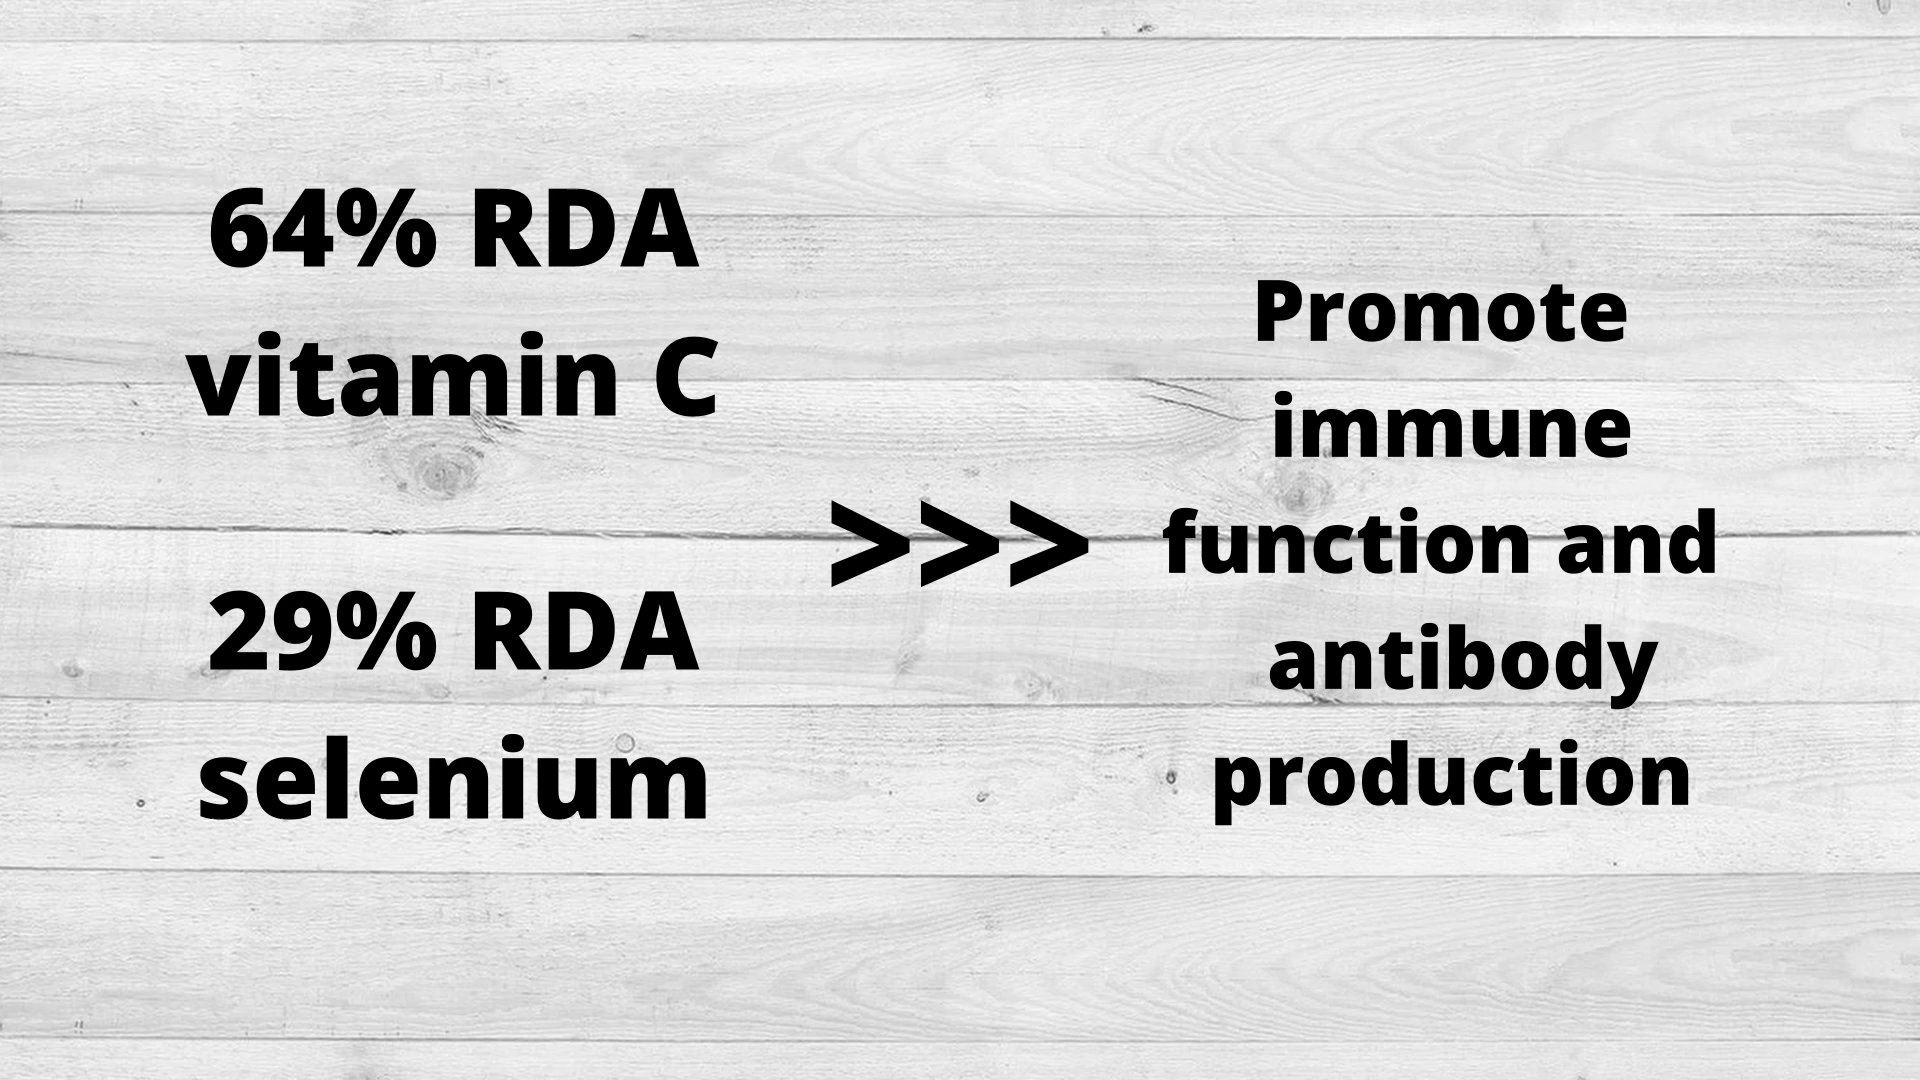 64% RDA
vitamin C
29% RDA
selenium
>>>
Promote
immune
function and
antibody
production